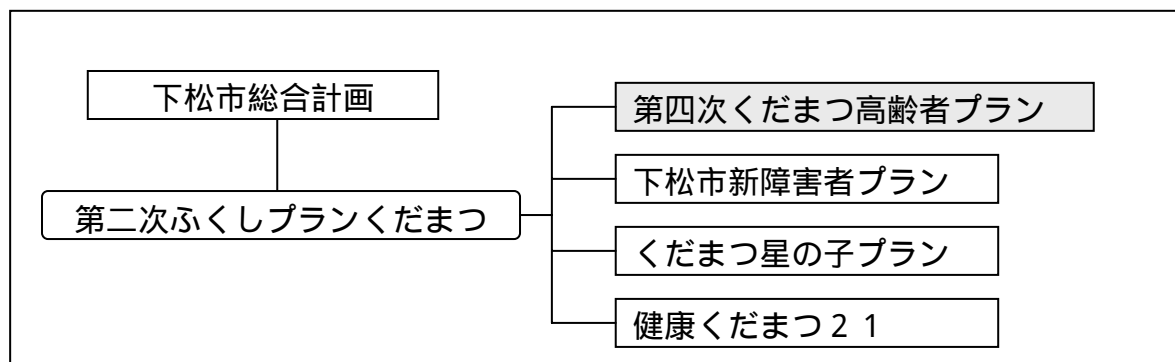 下松市総合計画
第二次ふくしプランくだまつ
第四次くだまつ高齢者プラン
下松市新障害者プラン
くだまつ星の子プラン
健康くだまつ２１